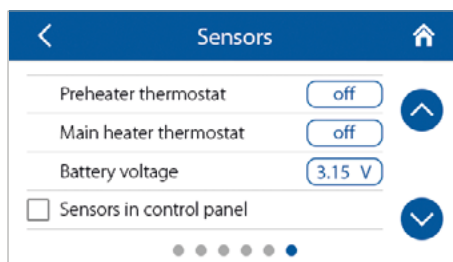 Sensors
Preheater thermostat off
Main heater thermostat off
Battery voltage 3.15 V
Sensors in control panel